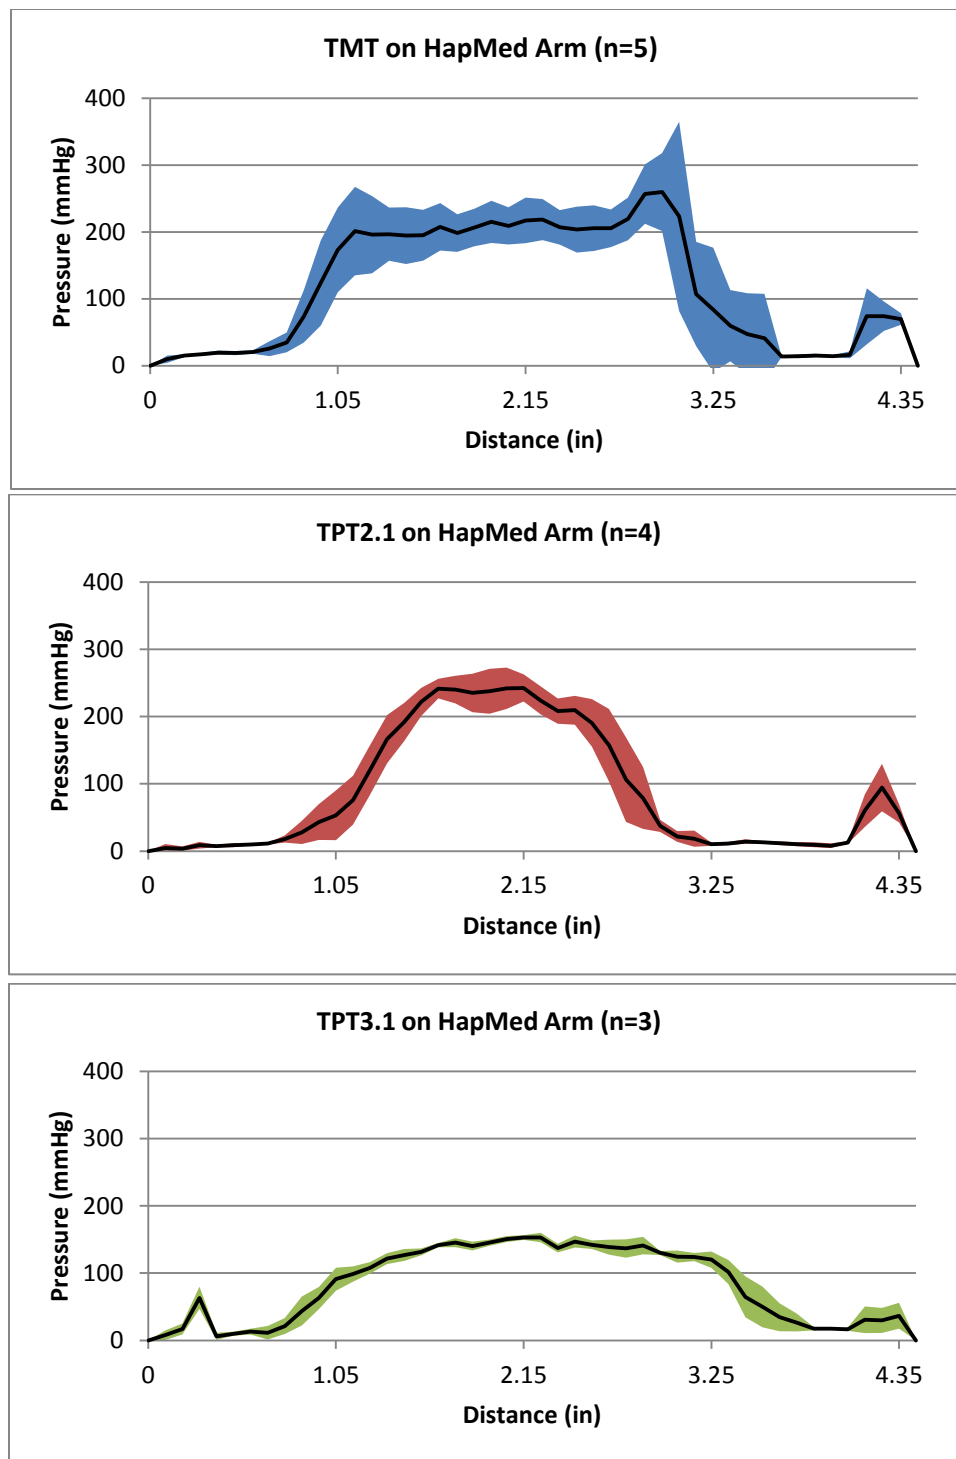 TMT on HapMed Arm (n=5)
400
300
200
100
0
Pressure (mmHg)
0 1.05 2.15 3.25 4.35
Distance (in)
TPT2.1 on HapMed Arm (n=4)
400
300
200
100
0
Pressure (mmHg)
0 1.05 2.15 3.25 4.35
Distance (in)
TPT3.1 on HapMed Arm (n=3)
400
300
200
100
0
Pressure (mmHg)
0 1.05 2.15 3.25 4.35
Distance (in)